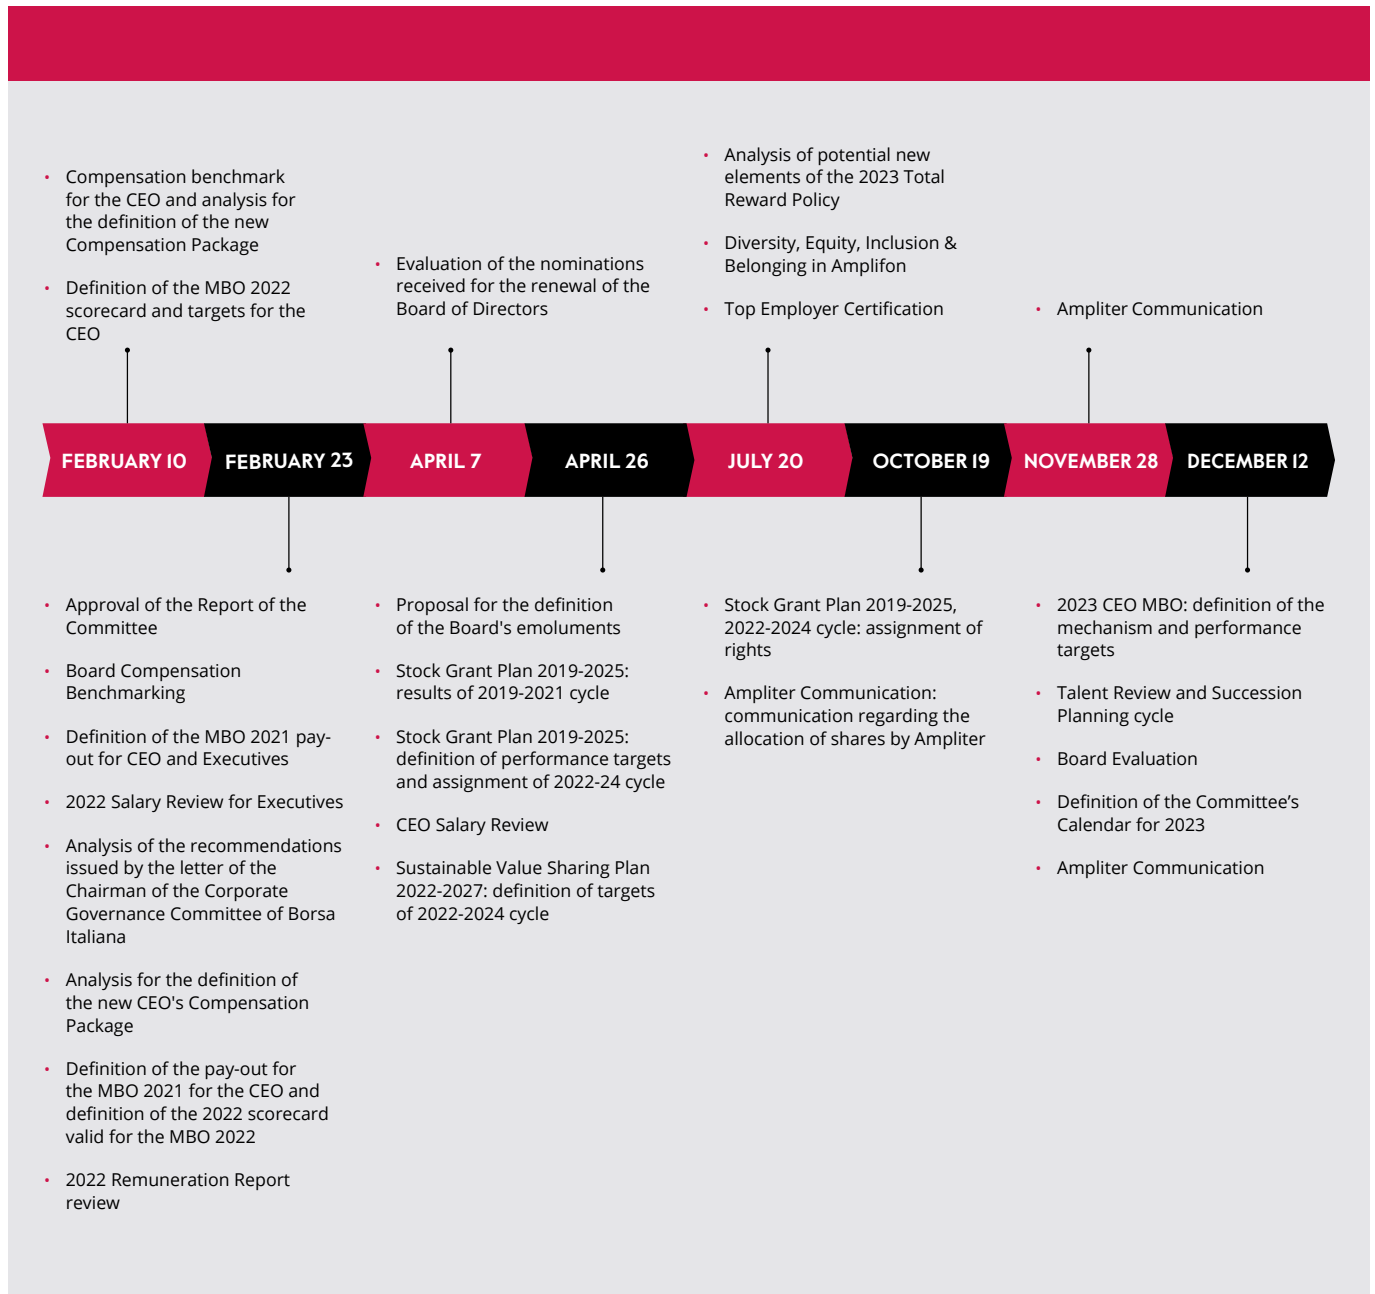 • Compensation benchmark
for the CEO and analysis for
the definition of the new
Compensation Package
• Definition of the MBO 2022
scorecard and targets for the
CEO
• Evaluation of the nominations
received for the renewal of the
Board of Directors
• Analysis of potential new
elements of the 2023 Total
Reward Policy
• Diversity, Equity, Inclusion &
Belonging in Amplifon
• Top Employer Certification
• Ampliter Communication
FEBRUARY 10
FEBRUARY 23
APRIL 7
APRIL 26
JULY 20
OCTOBER 19
NOVEMBER 28
DECEMBER 12
• Approval of the Report of the
Committee
• Board Compensation
Benchmarking
• Definition of the MBO 2021 pay-
out for CEO and Executives
• 2022 Salary Review for Executives
• Analysis of the recommendations
issued by the letter of the
Chairman of the Corporate
Governance Committee of Borsa
Italiana
• Analysis for the definition of
the new CEO's Compensation
Package
• Definition of the pay-out for
the MBO 2021 for the CEO and
definition of the 2022 scorecard
valid for the MBO 2022
• 2022 Remuneration Report
review
• Proposal for the definition
of the Board's emoluments
• Stock Grant Plan 2019-2025:
results of 2019-2021 cycle
• Stock Grant Plan 2019-2025:
definition of performance targets
and assignment of 2022-24 cycle
• CEO Salary Review
• Sustainable Value Sharing Plan
2022-2027: definition of targets
of 2022-2024 cycle
• Stock Grant Plan 2019-2025,
2022-2024 cycle: assignment of
rights
• Ampliter Communication:
communication regarding the
allocation of shares by Ampliter
• 2023 CEO MBO: definition of the
mechanism and performance
targets
• Talent Review and Succession
Planning cycle
• Board Evaluation
• Definition of the Committee’s
Calendar for 2023
• Ampliter Communication